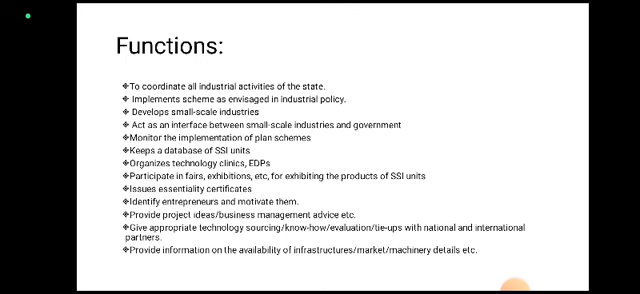 Functions:
❖To coordinate all industrial activities of the state.
❖ Implements scheme as envisaged in industrial policy.
❖ Develops small-scale industries
❖ Act as an interface between small-scale industries and government
❖Monitor the implementation of plan schemes
❖Keeps a database of SSI units
❖Organizes technology clinics, EDPs
❖Participate in fairs, exhibitions, etc, for exhibiting the products of SSI units
❖Issues essentiality certificates
❖Identify entrepreneurs and motivate them.
❖Provide project ideas/business management advice etc.
❖Give appropriate technology sourcing/know-how/evaluation/tie-ups with national and international
partners.
❖Provide information on the availability of infrastructures/market/machinery details etc.